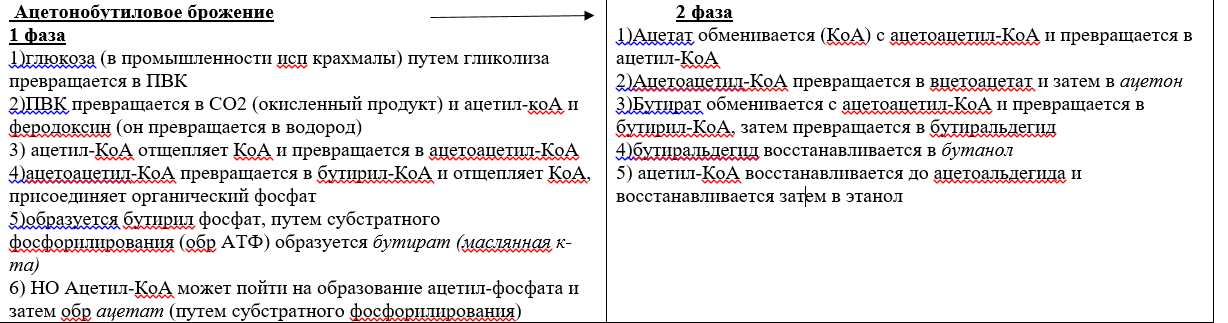 Ацетонобутиловое брожение
1 фаза
1)глюкоза (в промышленности исп крахмалы) путем гликолиза
превращается в ПВК
2)ПВК превращается в СО2 (окисленный продукт) и ацетил-коА и
феродоксин (он превращается в водород)
3) ацетил-КоА отщепляет КоА и превращается в ацетоацетил-КоА
4)ацетоацетил-КоА превращается в бутирил-КоА и отщепляет КоА,
присоединяет органический фосфат
5)образуется бутирил фосфат, путем субстратного
фосфорилирования (обр АТФ) образуется бутират (маслянная к-
та)
6) НО Ацетил-КоА может пойти на образование ацетил-фосфата и
затем обр ацетат (путем субстратного фосфорилирования)
2 фаза
1)Ацетат обменивается (КоА) с ацетоацетил-КоА и превращается в
ацетил-КоА
2)Ацетоацетил-КоА превращается в вцетоацетат и затем в ацетон
3)Бутират обменивается с ацетоацетил-КоА и превращается в
бутирил-КоА, затем превращается в бутиральдегид
4)бутиральдегид восстанавливается в бутанол
5) ацетил-КоА восстанавливается до ацетоальдегида и
восстанавливается затем в этанол